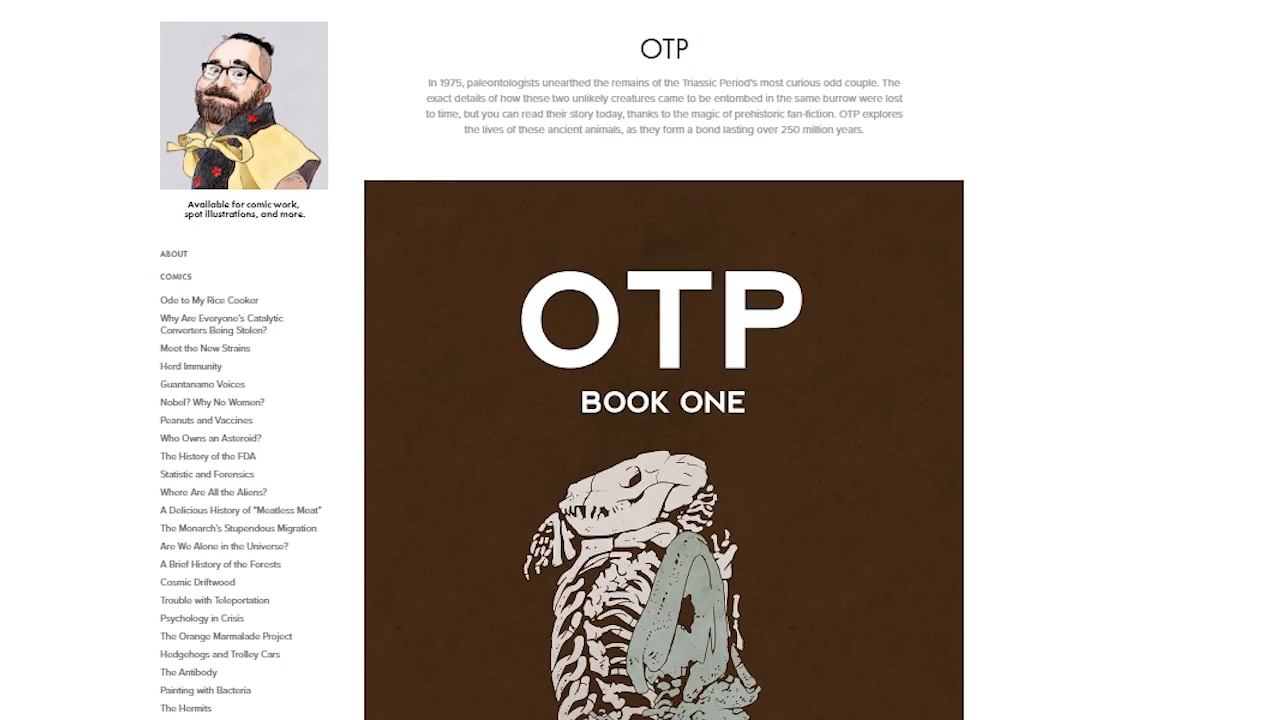 Available for comic work,
spot illustrations, and more.
ABOUT
COMICS
Ode to My Rice Cooker
Why Are Everyone's Catalytic
Converters Being Stolen?
Meet the New Strains
Herd Immunity
Guantanamo Voices
Nobel? Why No Women?
Peanuts and Vaccines
Who Owns an Asteroid?
The History of the FDA
Statistic and Forensics
Where Are All the Aliens?
A Delicious History of "Meatless Meat"
The Monarch's Stupendous Migration
Are We Alone in the Universe?
A Brief History of the Forests
Cosmic Driftwood
Trouble with Teleportation
Psychology in Crisis
The Orange Marmalade Project
Hedgehogs and Trolley Cars
The Antibody
Painting with Bacteria
The Hermits
OTP
In 1975, paleontologists unearthed the remains of the Triassic Period's most curious odd couple. The
exact details of how these two unlikely creatures came to be entombed in the same burrow were lost
to time, but you can read their story today, thanks to the magic of prehistoric fan-fiction. OTP explores
the lives of these ancient animals, as they form a bond lasting over 250 million years.
OTP
BOOK ONE